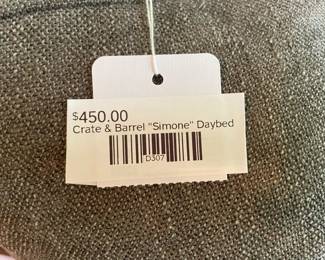 $450.00
Crate & Barrel "Simone" Daybed
D307